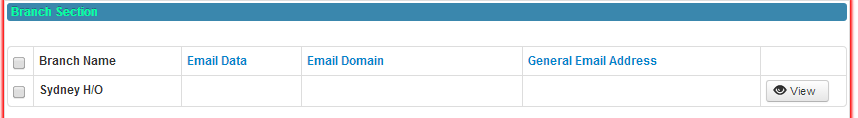 Branch Section
Branch Name Email Data Email Domain General Email Address
Sydney H/O View